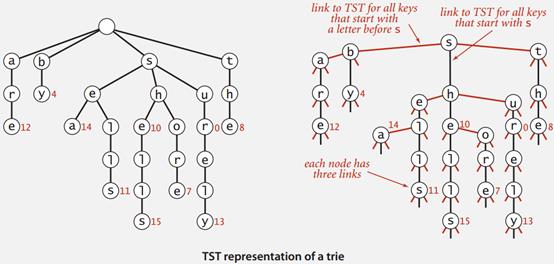 link to TST for all keys
that start with
a letter before s
link to TST for all keys
that start with s
a b s t
r y 4 e h u h
e 12 a 14 l e 10 o r 0 e 8
l l r e
s 11 l e 7 l
s 15 y 13
s
b t
a
r y 4 e h u h
a 14 l e 10 o r 0
e 12 e 8
l l r e
each node has
three links
s 11 l e 7 l
s 15 y 13
TST representation of a trie